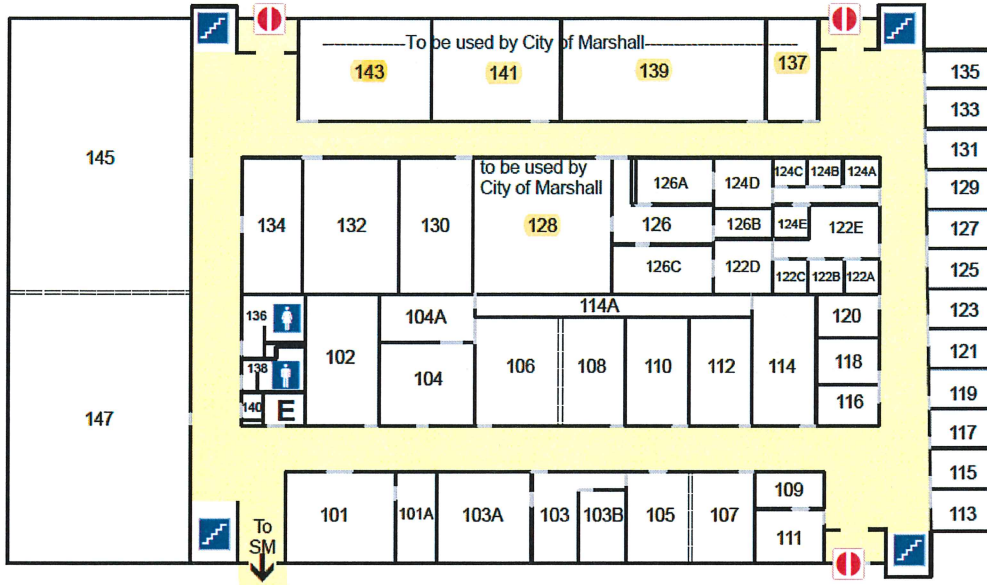 To be used by City of Marshall
143
141
139
137
135
133
131
129
127
125
123
121
119
117
115
113
145
147
134
132
130
to be used by
City of Marshall
128
126A
126
126C
124D
126B
122D
124C
124B
124A
124E
122E
122C
122B
122A
136
138
140
E
102
104A
104
114A
106
108
110
112
114
120
118
116
101
101A
103A
103
103B
105
107
109
111
To
SM